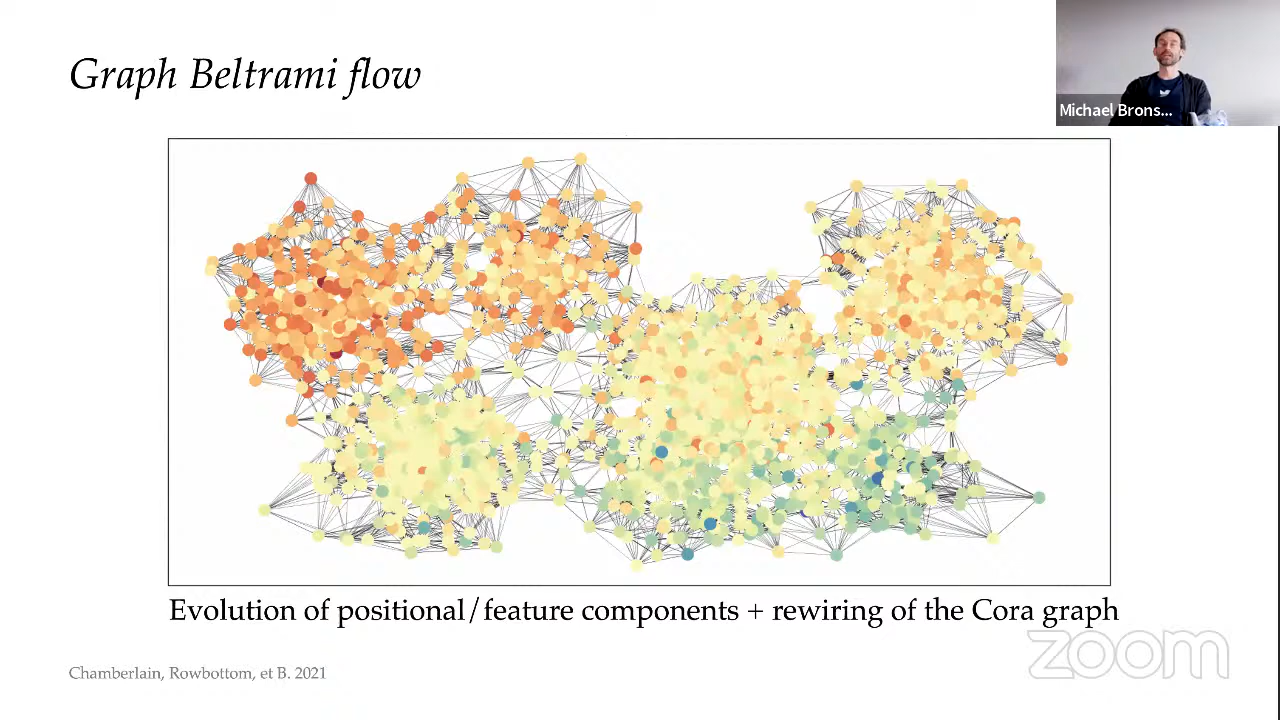 Graph Beltrami flow
Michael Brons...
Evolution of positional/feature components + rewiring of the Cora graph
zoom
Chamberlain, Rowbottom, et B. 2021